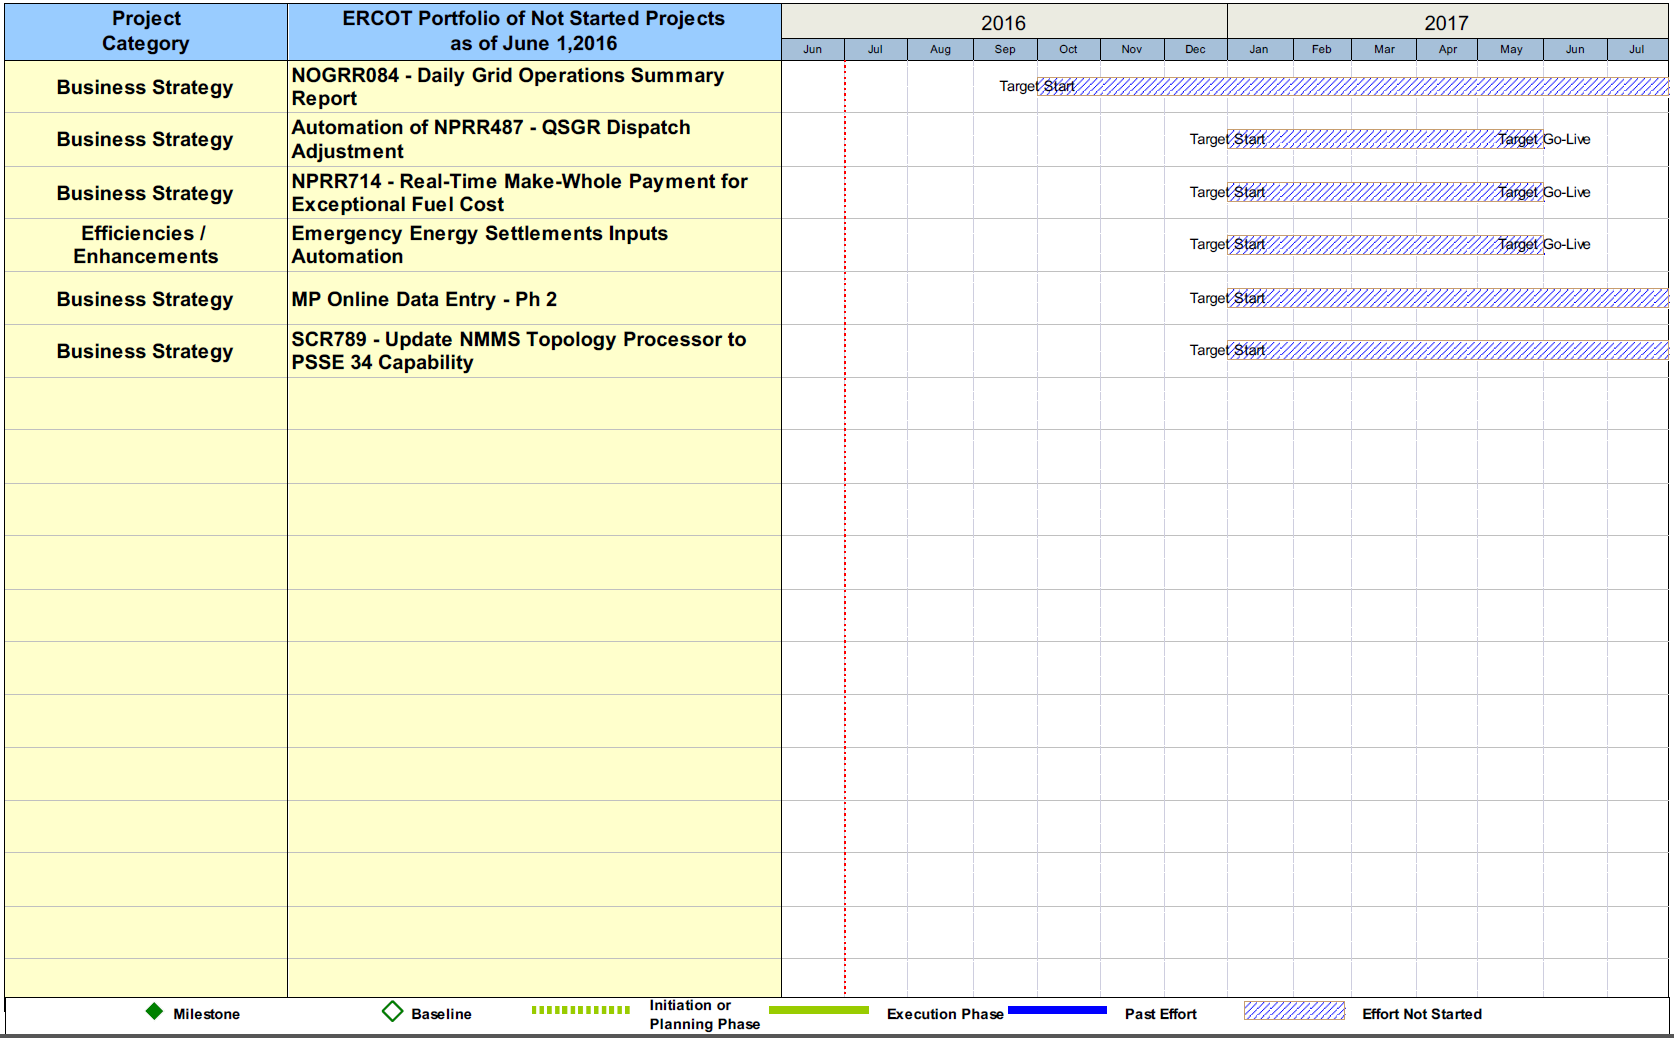 Project
Category
ERCOT Portfolio of Not Started Projects
as of June 1,2016
2016
2017
Jun Jul Aug Sep Oct Nov Dec Jan Feb Mar Apr May Jun Jul
Business Strategy
NOGRR084 - Daily Grid Operations Summary
Report
Target Start
Business Strategy
Automation of NPRR487 - QSGR Dispatch
Adjustment
Target Start
Target Go-Live
Business Strategy
NPRR714 - Real-Time Make-Whole Payment for
Exceptional Fuel Cost
Target Start
Target Go-Live
Efficiencies /
Enhancements
Emergency Energy Settlements Inputs
Automation
Target Start
Target Go-Live
Business Strategy
MP Online Data Entry - Ph 2
Target Start
Business Strategy
SCR789 - Update NMMS Topology Processor to
PSSE 34 Capability
Target Start
Milestone
Baseline
Initiation or
Planning Phase
Execution Phase
Past Effort
Effort Not Started